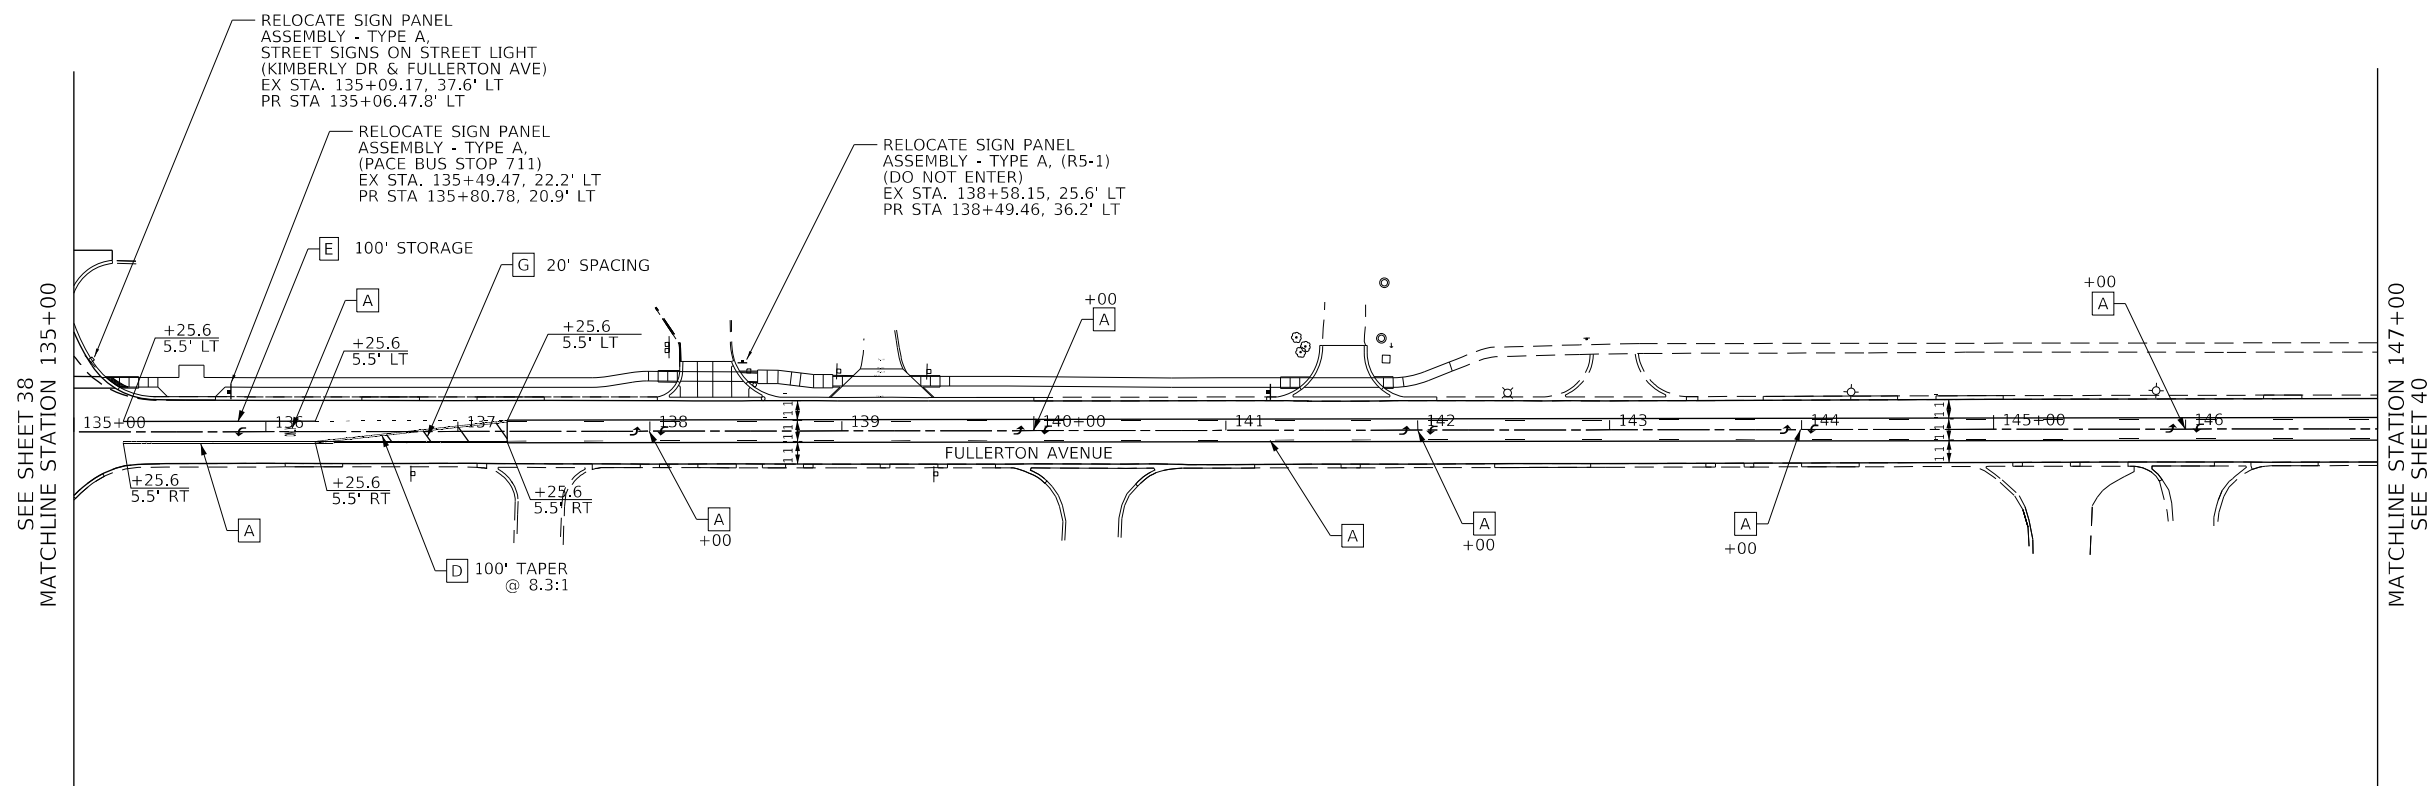 RELOCATE SIGN PANEL
ASSEMBLY - TYPE A,
STREET SIGNS ON STREET LIGHT
(KIMBERLY DR & FULLERTON AVE)
EX STA. 135+09.17, 37.6' LT
PR STA 135+06.47.8' LT
RELOCATE SIGN PANEL
ASSEMBLY - TYPE A,
(PACE BUS STOP 711)
EX STA. 135+49.47, 22.2' LT
PR STA 135+80.78, 20.9' LT
RELOCATE SIGN PANEL
ASSEMBLY - TYPE A, (R5-1)
(DO NOT ENTER)
EX STA. 138+58.15, 25.6' LT
PR STA 138+49.46, 36.2' LT
E 100' STORAGE
G 20' SPACING
A
+00
A
+00
A
+25.6
5.5' LT
+25.6
5.5' LT
+25.6
5.5' LT
SEE SHEET 38
MATCHLINE STATION 135+00
135+00
136
137
138
139
140+00
141
142
143
144
145+00
146
11'
11'
11'
11'
11'
11'
FULLERTON AVENUE
+25.6
5.5' RT
+25.6
5.5' RT
+25.6
5.5' RT
A
A
+00
A
A
+00
A
+00
D 100' TAPER
@ 8.3:1
MATCHLINE STATION 147+00
SEE SHEET 40